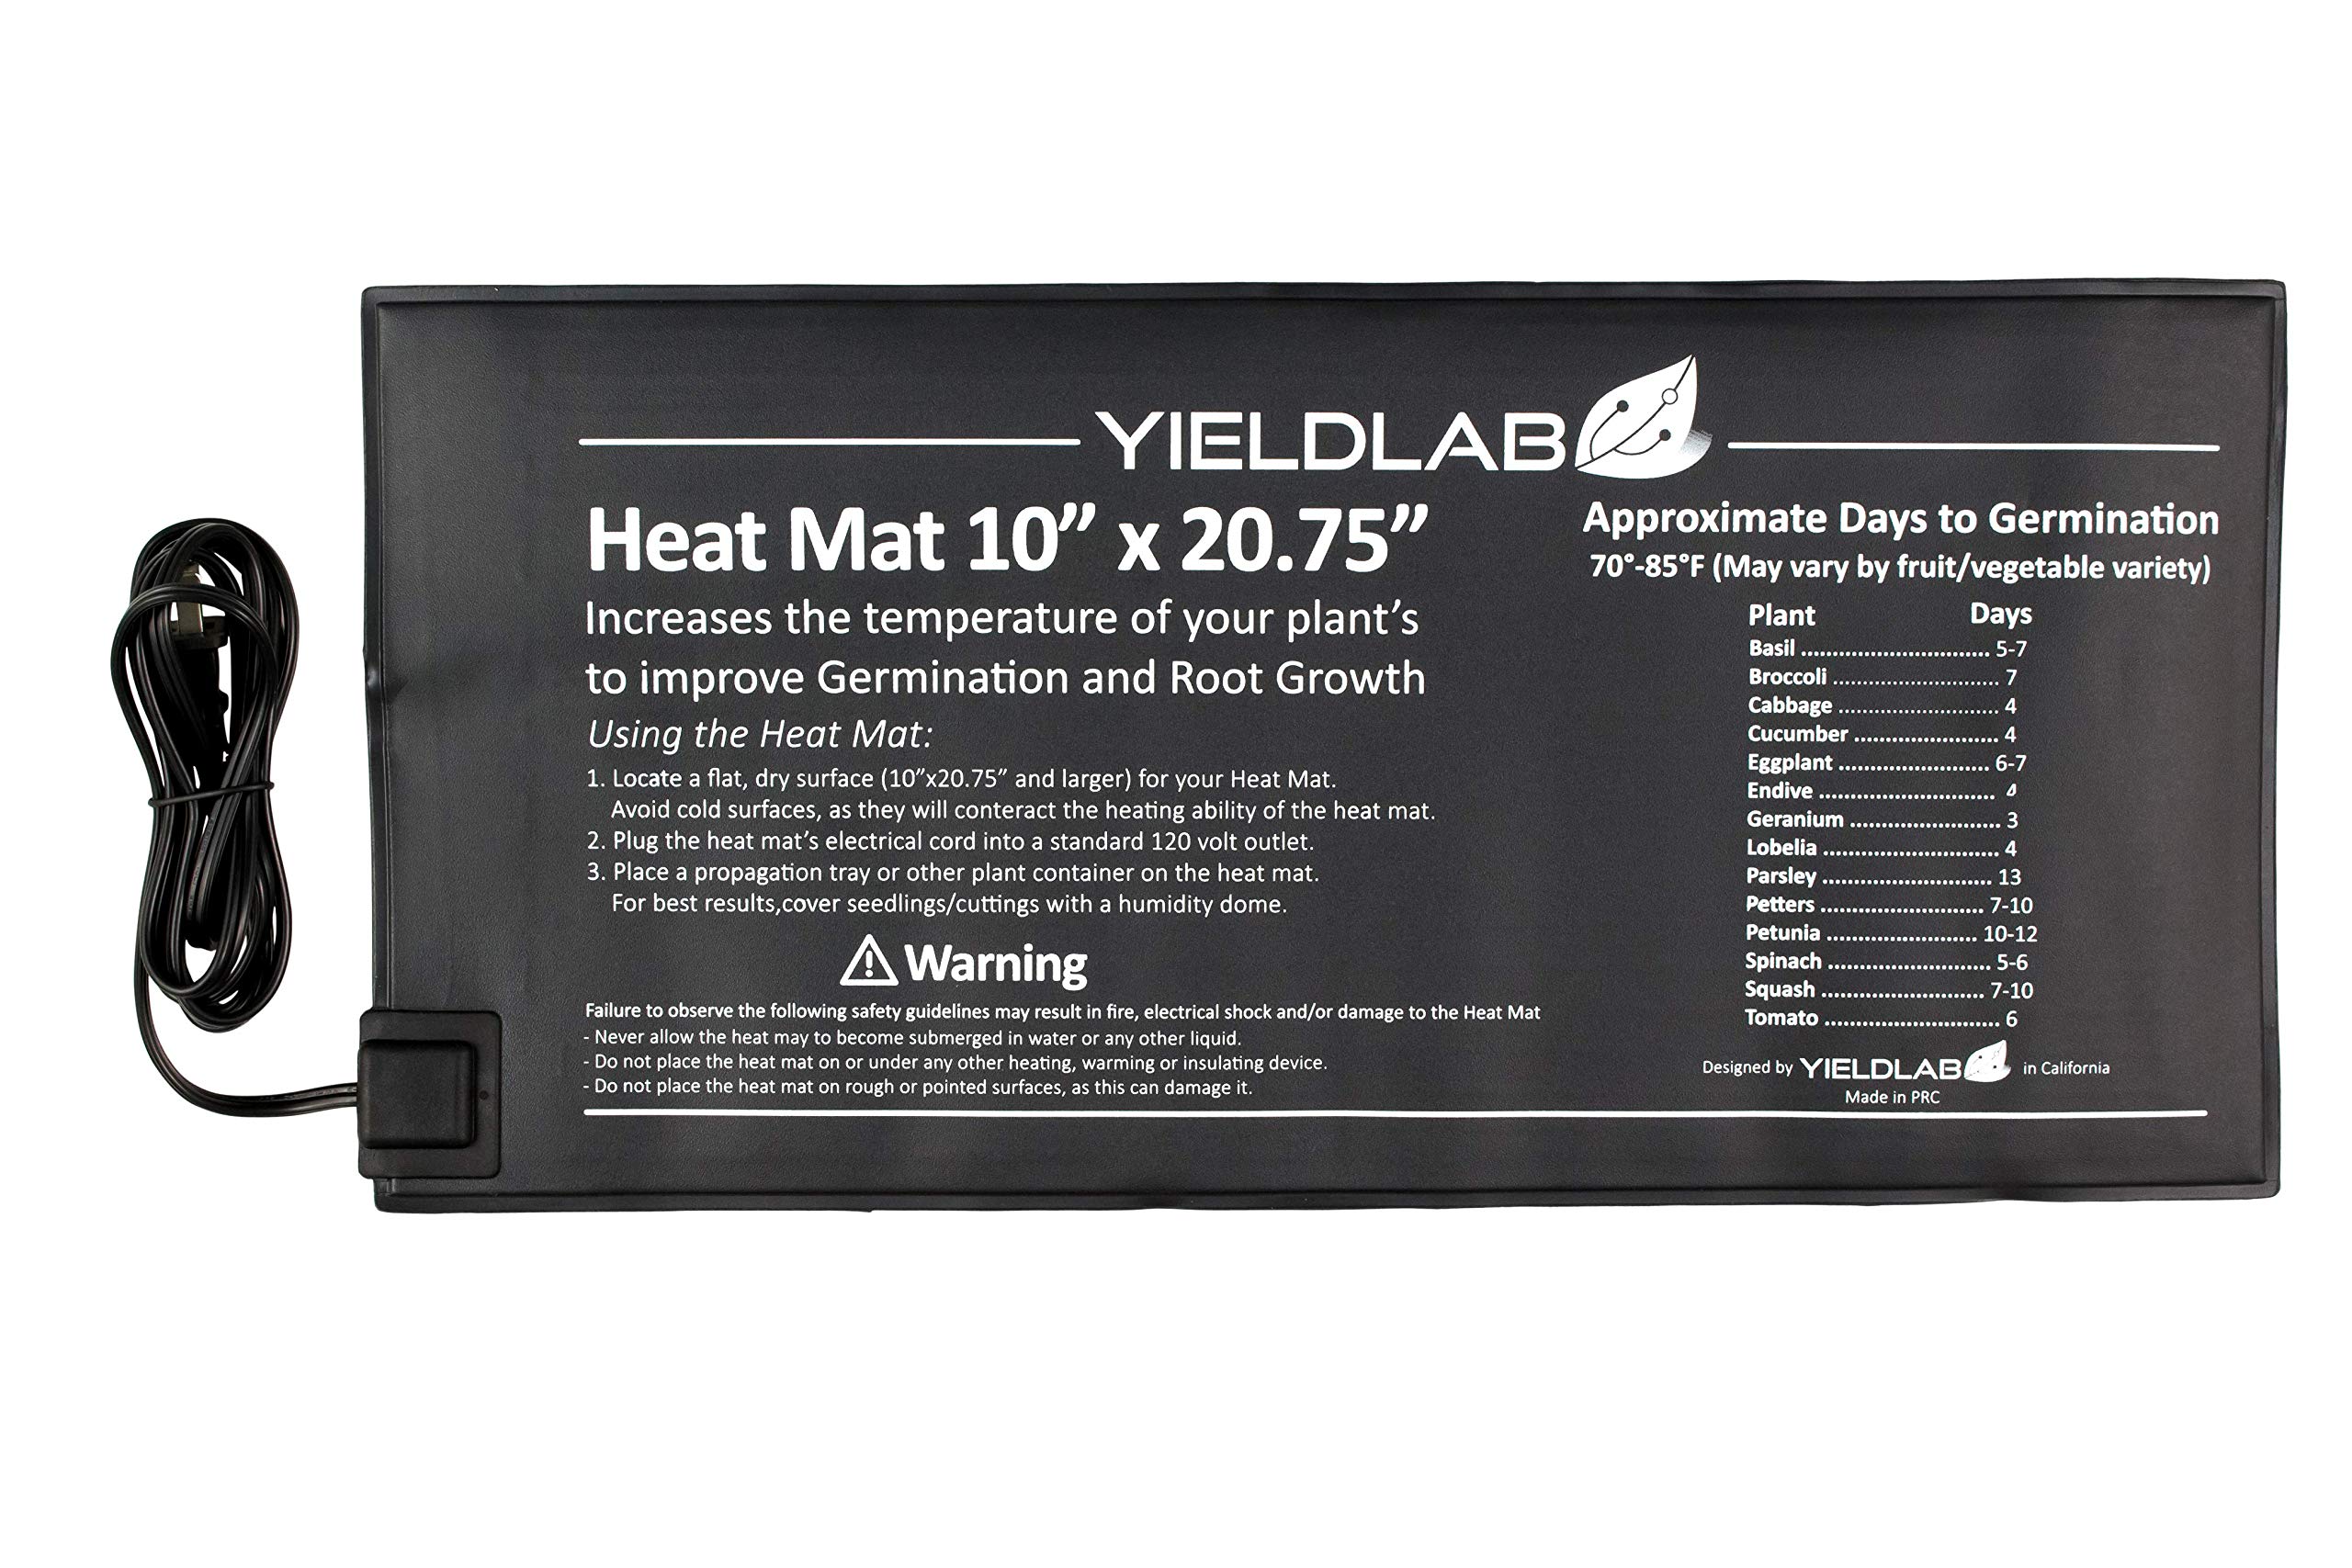 YIELDLAB
Heat Mat 10” x 20.75”
Increases the temperature of your plant’s
to improve Germination and Root Growth
Using the Heat Mat:
1. Locate a flat, dry surface (10”x20.75” and larger) for your Heat Mat.
Avoid cold surfaces, as they will conteract the heating ability of the heat mat.
2. Plug the heat mat’s electrical cord into a standard 120 volt outlet.
3. Place a propagation tray or other plant container on the heat mat.
For best results,cover seedlings/cuttings with a humidity dome.
Warning
Failure to observe the following safety guidelines may result in fire, electrical shock and/or damage to the Heat Mat
- Never allow the heat may to become submerged in water or any other liquid.
- Do not place the heat mat on or under any other heating, warming or insulating device.
- Do not place the heat mat on rough or pointed surfaces, as this can damage it.
Approximate Days to Germination
70°-85°F (May vary by fruit/vegetable variety)
Plant Days
Basil .............................. 5-7
Broccoli .......................... 7
Cabbage ......................... 4
Cucumber ....................... 4
Eggplant ........................ 6-7
Endive ............................ 4
Geranium ........................ 3
Lobelia ............................ 4
Parsley ........................... 13
Petters .......................... 7-10
Petunia ........................ 10-12
Spinach .......................... 5-6
Squash .......................... 7-10
Tomato ............................ 6
Designed by YIELDLAB in California
Made in PRC